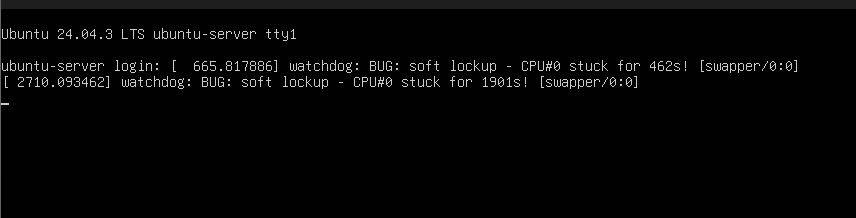 Ubuntu 24.04.3 LTS ubuntu-server tty1
ubuntu-server login: [  665.817886] watchdog: BUG: soft lockup - CPU#0 stuck for 462s! [swapper/0:0]
[ 2710.093462] watchdog: BUG: soft lockup - CPU#0 stuck for 1901s! [swapper/0:0]